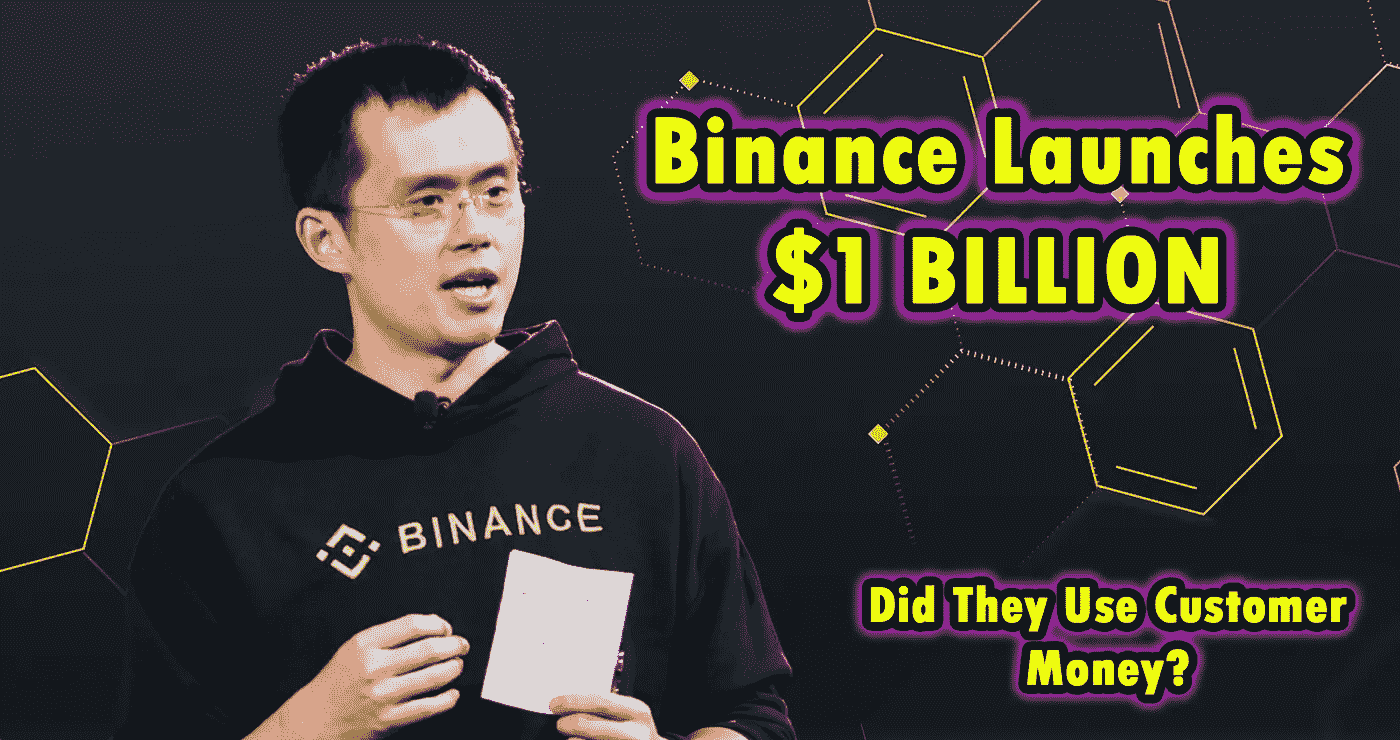 Binance Launches
$1 BILLION
BINANCE
Did They Use Customer
Money?